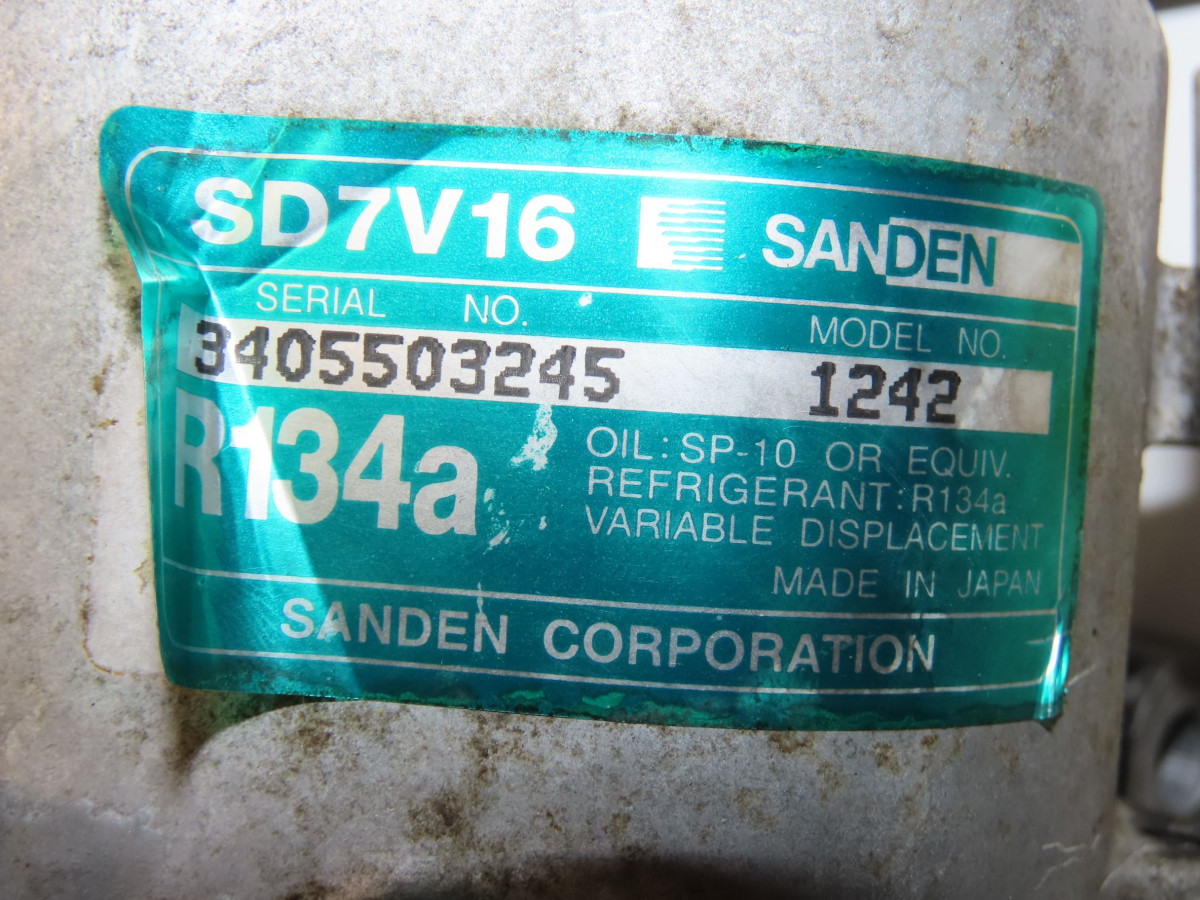 SD7V16 SANDEN
SERIAL NO. MODEL NO.
3405503245 1242
R134a
OIL: SP-10 OR EQUIV.
REFRIGERANT: R134a
VARIABLE DISPLACEMENT
MADE IN JAPAN
SANDEN CORPORATION